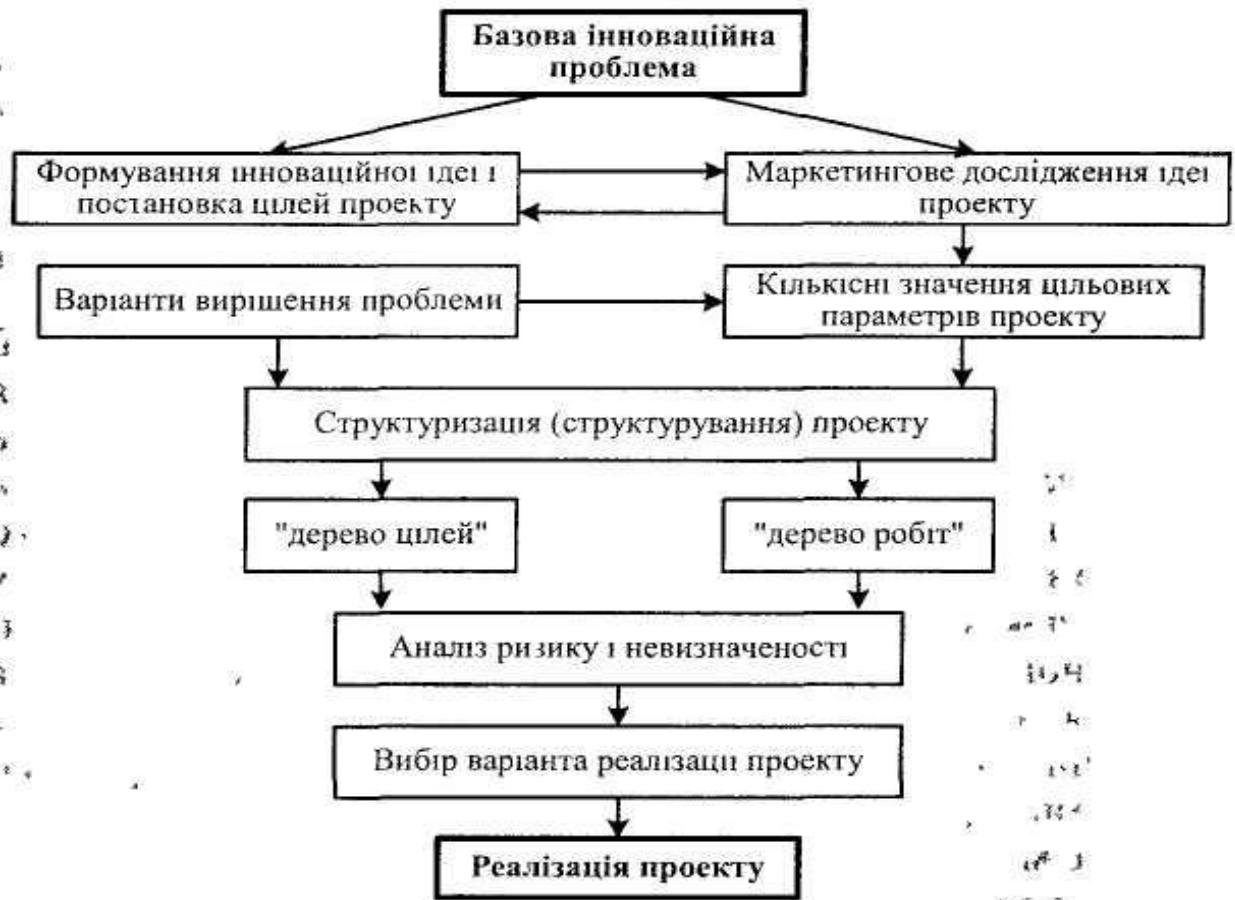 Базова інноваційна
проблема
Формування інноваційної ідеї і
постановка цілей проекту
Маркетингове дослідження ідеї
проекту
Варіанти вирішення проблеми
Кількісні значення цільових
параметрів проекту
Структуризація (структурування) проекту
"дерево цілей"
"дерево робіт"
Аналіз ризику і невизначеності
Вибір варіанта реалізації проекту
Реалізація проекту